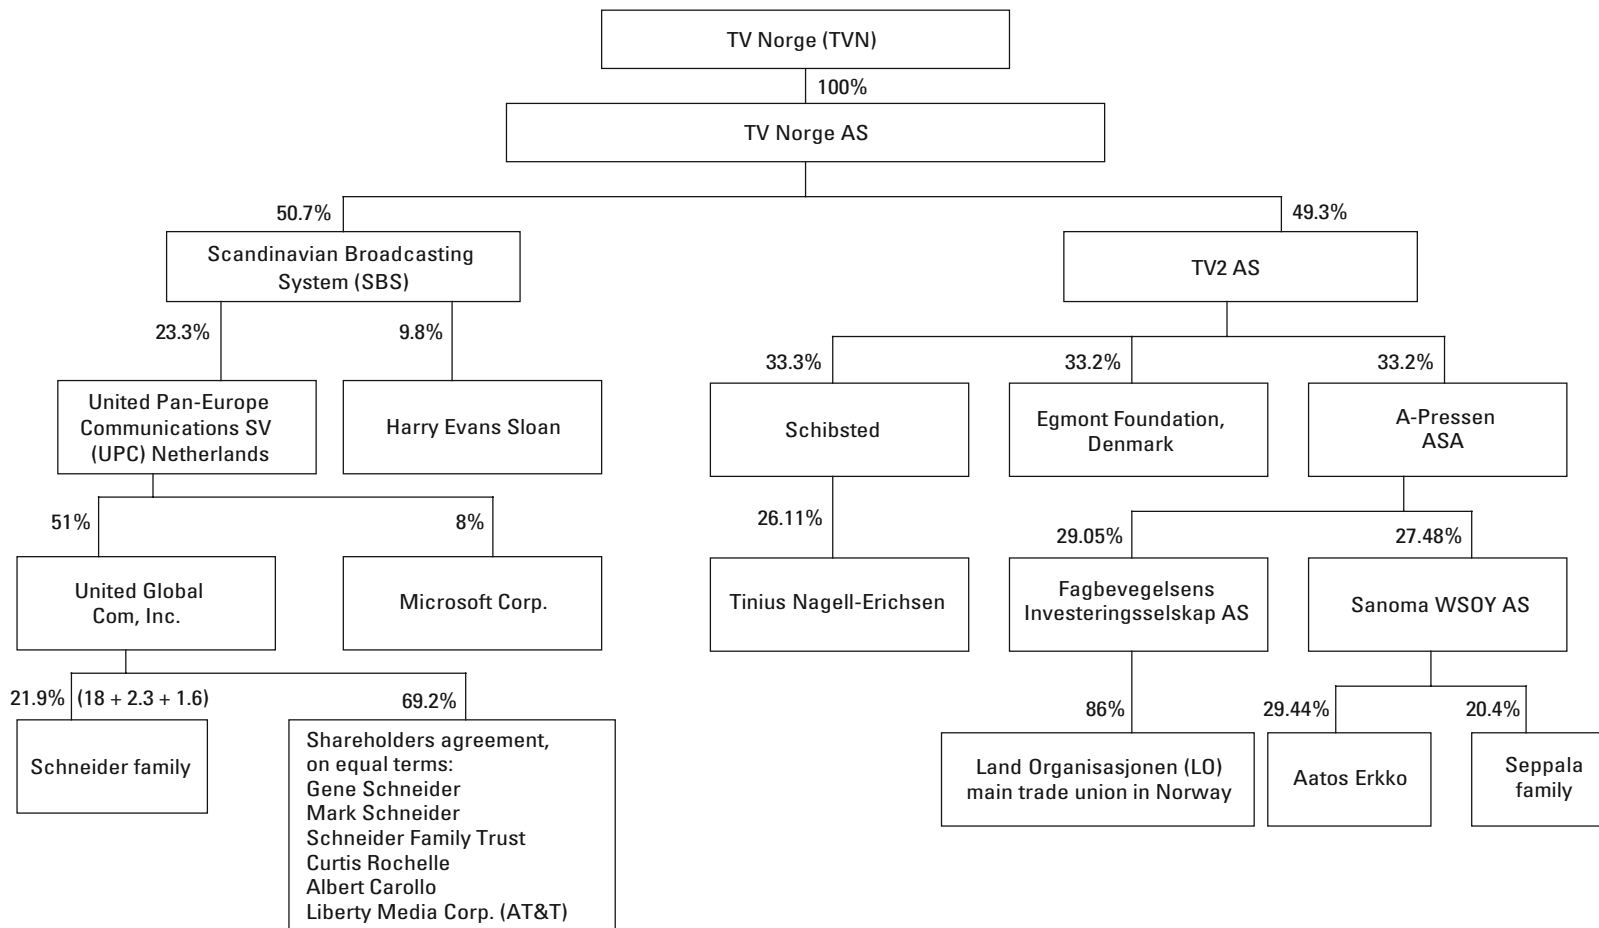 TV Norge (TVN)
100%
TV Norge AS
50.7%
49.3%
Scandinavian Broadcasting
System (SBS)
TV2 AS
23.3%
9.8%
33.3%
33.2%
33.2%
United Pan-Europe
Communications SV
(UPC) Netherlands
Harry Evans Sloan
Schibsted
Egmont Foundation,
Denmark
A-Pressen
ASA
51%
8%
26.11%
29.05%
27.48%
United Global
Com, Inc.
Microsoft Corp.
Tinius Nagell-Erichsen
Fagbevegelsens
Investeringsselskap AS
Sanoma WSOY AS
21.9% (18 + 2.3 + 1.6)
69.2%
86%
29.44%
20.4%
Schneider family
Shareholders agreement,
on equal terms:
Gene Schneider
Mark Schneider
Schneider Family Trust
Curtis Rochelle
Albert Carollo
Liberty Media Corp. (AT&T)
Land Organisasjonen (LO)
main trade union in Norway
Aatos Erkko
Seppala
family